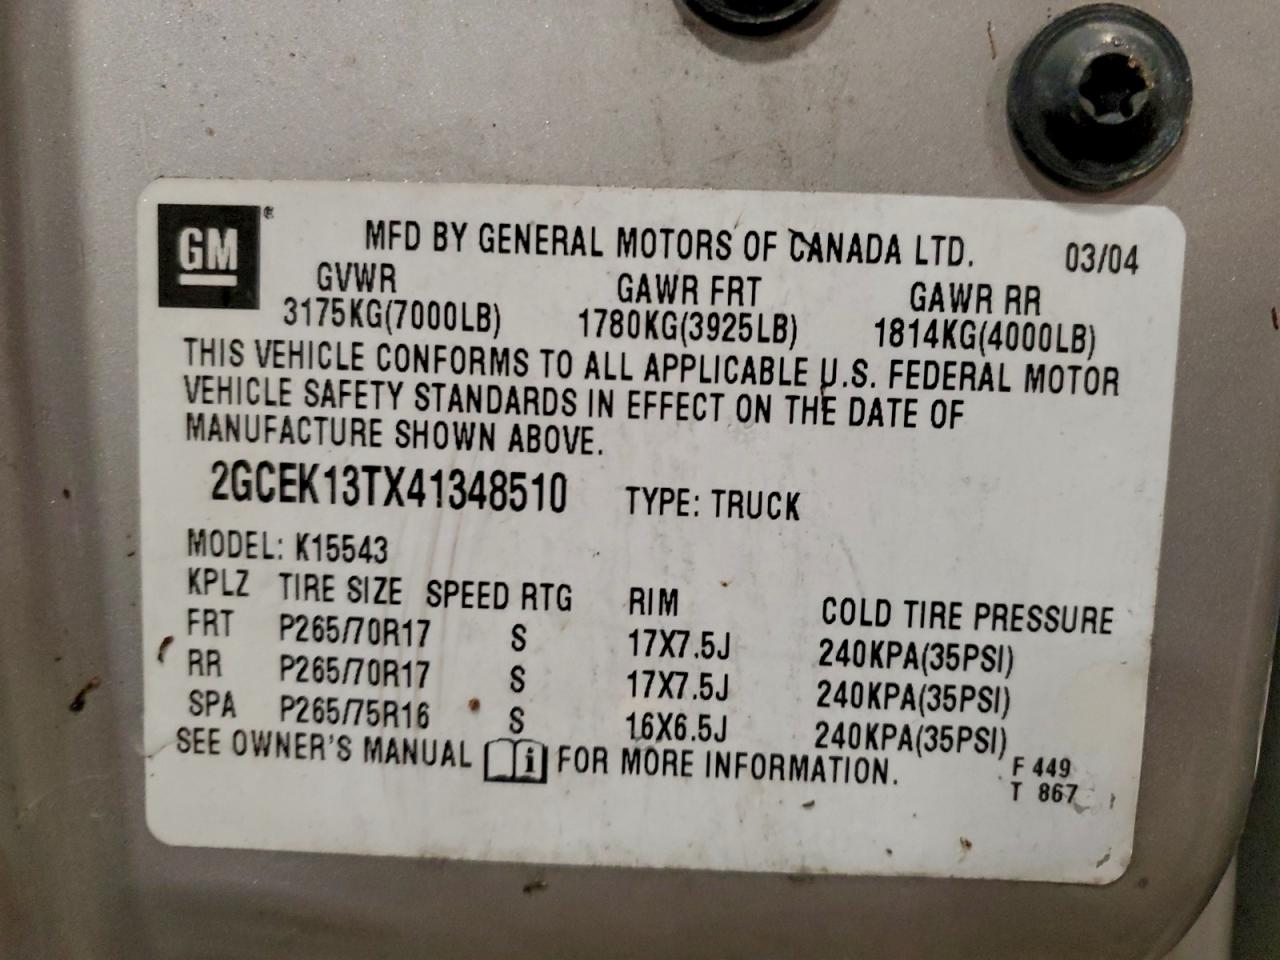 GM®
MFD BY GENERAL MOTORS OF CANADA LTD. 03/04
GVWR GAWR FRT GAWR RR
3175KG(7000LB) 1780KG(3925LB) 1814KG(4000LB)
THIS VEHICLE CONFORMS TO ALL APPLICABLE U.S. FEDERAL MOTOR
VEHICLE SAFETY STANDARDS IN EFFECT ON THE DATE OF
MANUFACTURE SHOWN ABOVE.
2GCEK13TX41348510 TYPE: TRUCK
MODEL: K15543
KPLZ TIRE SIZE SPEED RTG RIM COLD TIRE PRESSURE
FRT P265/70R17 S 17X7.5J 240KPA(35PSI)
RR P265/70R17 S 17X7.5J 240KPA(35PSI)
SPA P265/75R16 S 16X6.5J 240KPA(35PSI)
SEE OWNER'S MANUAL i FOR MORE INFORMATION.
F 449
T 867